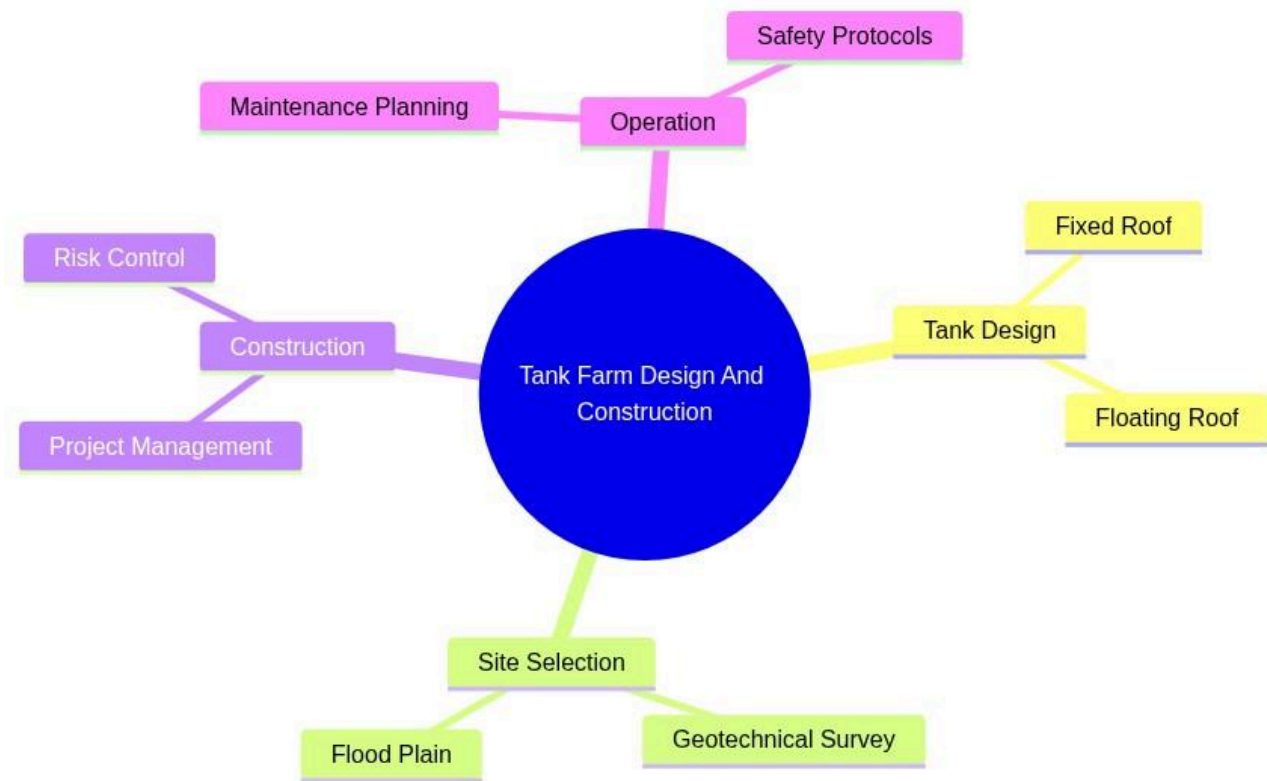 Safety Protocols
Maintenance Planning
Operation
Fixed Roof
Risk Control
Tank Design
Construction
Tank Farm Design And
Construction
Floating Roof
Project Management
Site Selection
Geotechnical Survey
Flood Plain